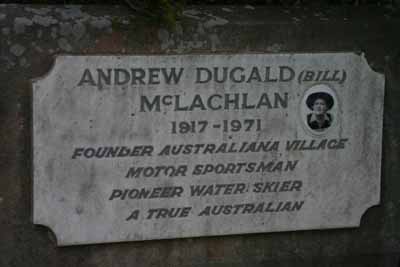 ANDREW DUGALD (BILL)
McLACHLAN
1917-1971
FOUNDER AUSTRALIANA VILLAGE
MOTOR SPORTSMAN
PIONEER WATER SKIER
A TRUE AUSTRALIAN